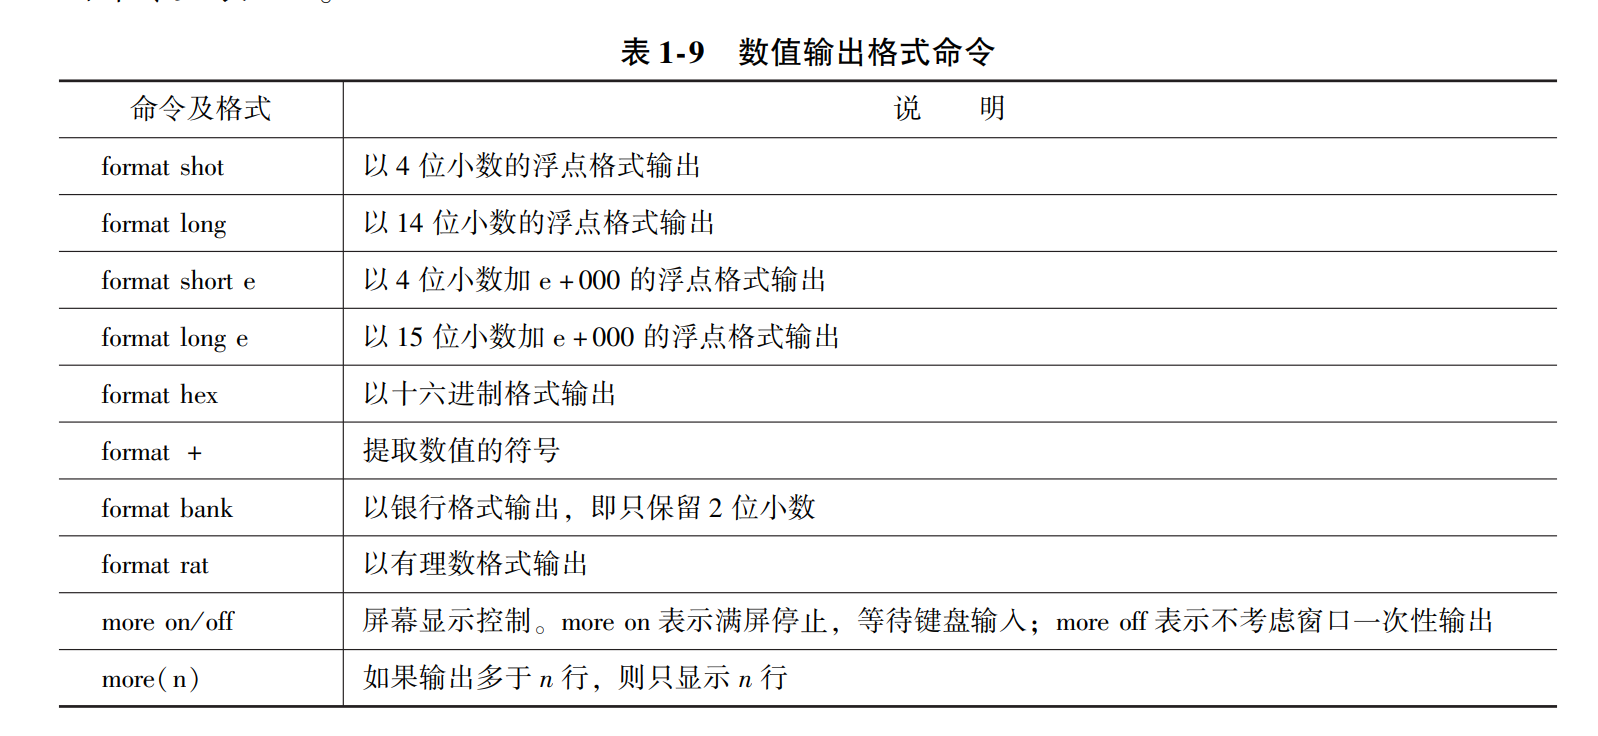 表 1-9 数值输出格式命令
命令及格式 说 明
format shot 以 4 位小数的浮点格式输出
format long 以 14 位小数的浮点格式输出
format short e 以 4 位小数加 e +000 的浮点格式输出
format long e 以 15 位小数加 e +000 的浮点格式输出
format hex 以十六进制格式输出
format + 提取数值的符号
format bank 以银行格式输出，即只保留 2 位小数
format rat 以有理数格式输出
more on/off 屏幕显示控制。more on 表示满屏停止，等待键盘输入；more off 表示不考虑窗口一次性输出
more( n) 如果输出多于 n 行，则只显示 n 行